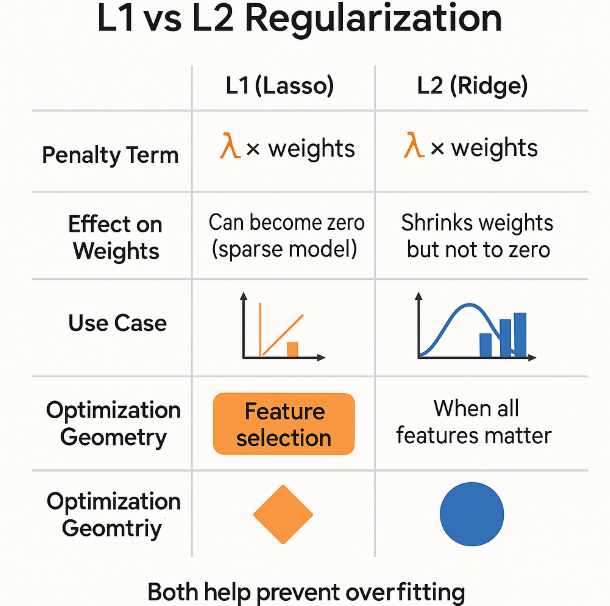 L1 vs L2 Regularization
L1 (Lasso)
L2 (Ridge)
Penalty Term
λ × weights
λ × weights
Effect on
Weights
Can become zero
(sparse model)
Shrinks weights
but not to zero
Use Case
Optimization
Geometry
Feature
selection
When all
features matter
Optimization
Geomtriy
Both help prevent overfitting